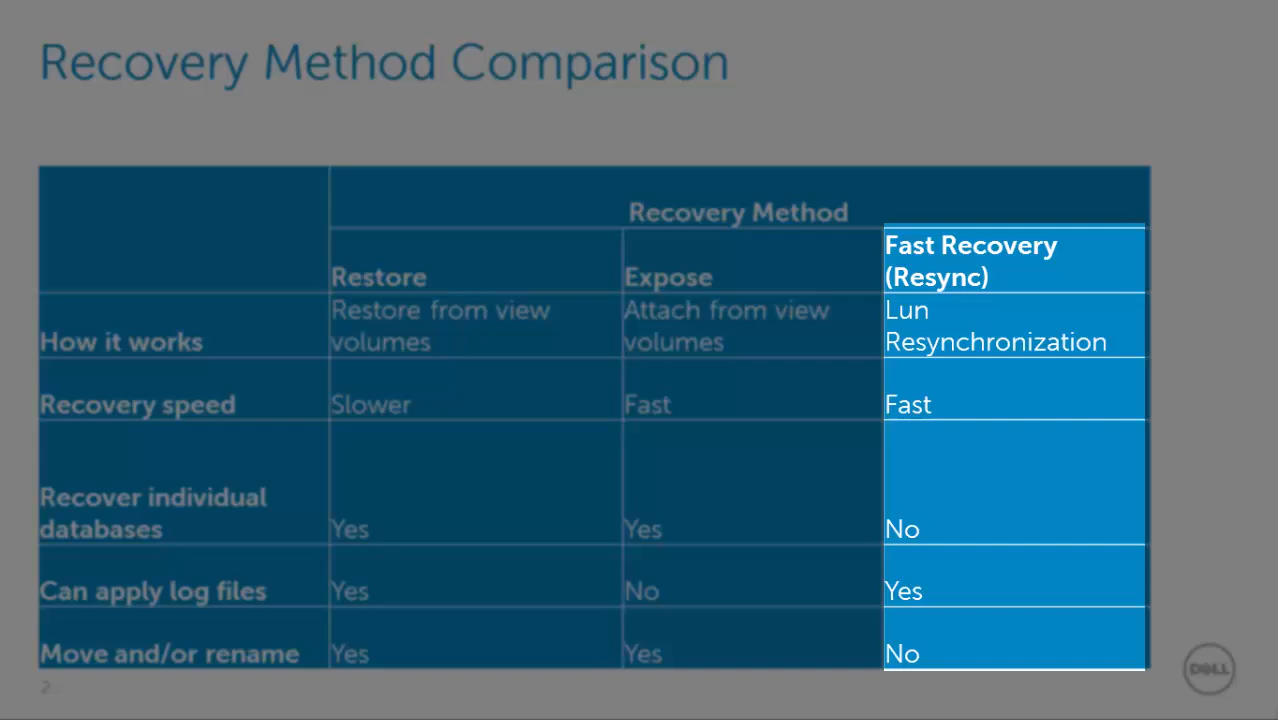 Recovery Method Comparison
Recovery Method
Restore
Expose
Fast Recovery
(Resync)
How it works
Restore from view
volumes
Attach from view
volumes
Lun
Resynchronization
Recovery speed
Slower
Fast
Fast
Recover individual
databases
Yes
Yes
No
Can apply log files
Yes
No
Yes
Move and/or rename
Yes
Yes
No
2
DELL